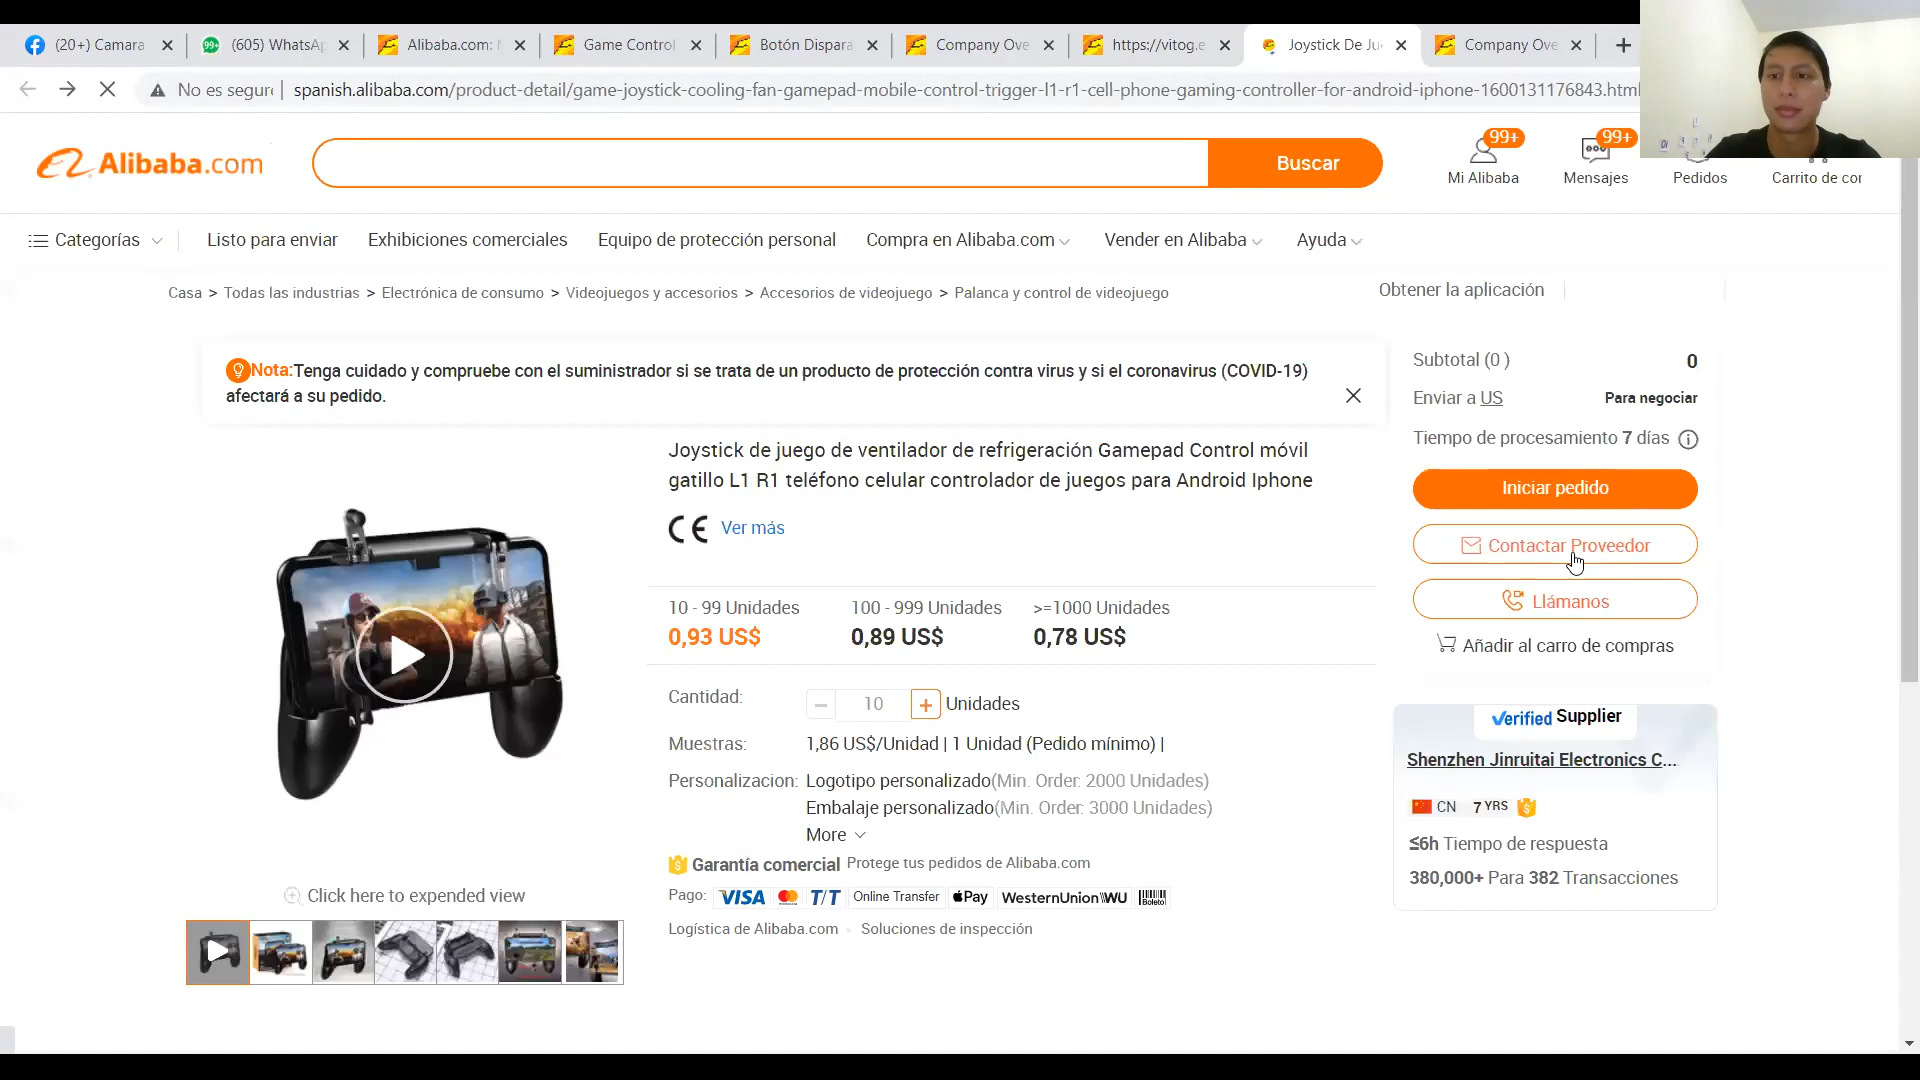 (20+) Camara
(605) WhatsAp
Alibaba.com:
Game Control
Botón Dispara
Company Ove
https://vitog.e
Joystick De Ju
Company Ove
No es segur
spanish.alibaba.com/product-detail/game-joystick-cooling-fan-gamepad-mobile-control-trigger-l1-r1-cell-phone-gaming-controller-for-android-iphone-1600131176843.html
Alibaba.com
Buscar
99+
99+
Mi Alibaba
Mensajes
Pedidos
Carrito de cor
Categorías
Listo para enviar
Exhibiciones comerciales
Equipo de protección personal
Compra en Alibaba.com
Vender en Alibaba
Ayuda
Obtener la aplicación
Casa > Todas las industrias > Electrónica de consumo > Videojuegos y accesorios > Accesorios de videojuego > Palanca y control de videojuego
Nota:Tenga cuidado y compruebe con el suministrador si se trata de un producto de protección contra virus y si el coronavirus (COVID-19)
afectará a su pedido.
Joystick de juego de ventilador de refrigeración Gamepad Control móvil
gatillo L1 R1 teléfono celular controlador de juegos para Android Iphone
CE Ver más
10 - 99 Unidades
0,93 US$
100 - 999 Unidades
0,89 US$
>=1000 Unidades
0,78 US$
Cantidad:
10
Unidades
Muestras:
1,86 US$/Unidad | 1 Unidad (Pedido mínimo) |
Personalizacion:
Logotipo personalizado(Min. Order: 2000 Unidades)
Embalaje personalizado(Min. Order: 3000 Unidades)
More
Garantía comercial Protege tus pedidos de Alibaba.com
Pago: VISA T/T Online Transfer Pay WesternUnion WU Boleto
Logística de Alibaba.com Soluciones de inspección
Click here to expended view
Subtotal (0 )
0
Enviar a US
Para negociar
Tiempo de procesamiento 7 días
Iniciar pedido
Contactar Proveedor
Llámanos
Añadir al carro de compras
Verified Supplier
Shenzhen Jinruitai Electronics C...
CN 7 YRS
≤6h Tiempo de respuesta
380,000+ Para 382 Transacciones